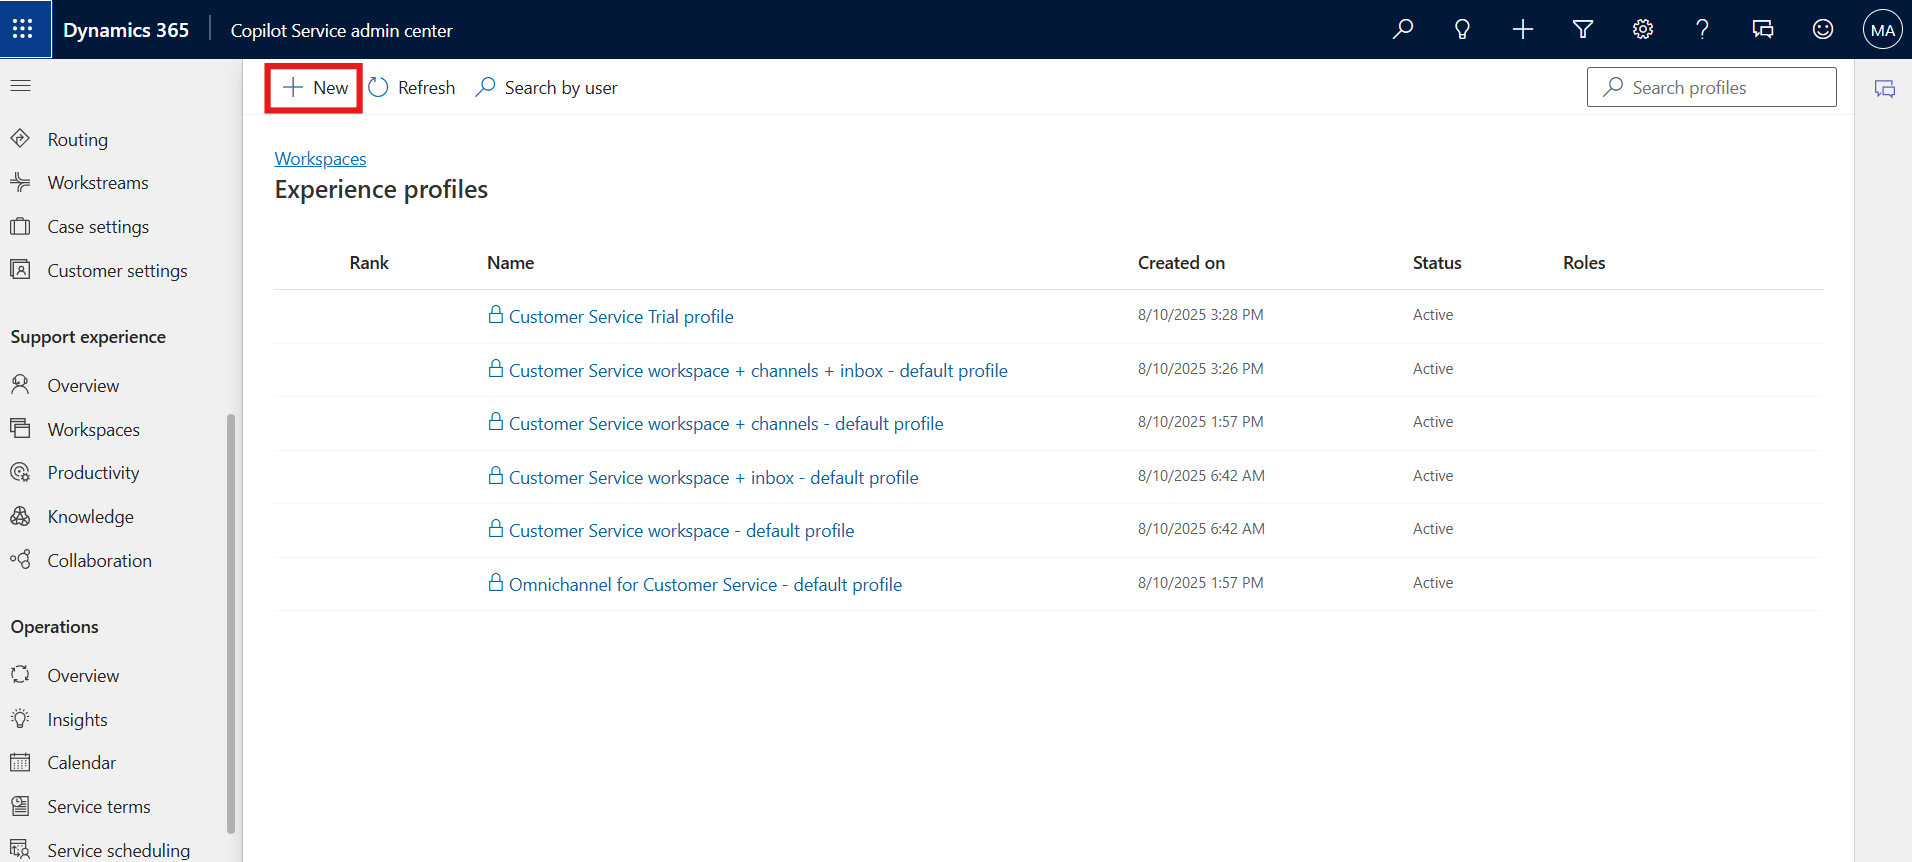 Dynamics 365 Copilot Service admin center MA
New Refresh Search by user Search profiles
Routing
Workstreams
Case settings
Customer settings
Support experience
Overview
Workspaces
Productivity
Knowledge
Collaboration
Operations
Overview
Insights
Calendar
Service terms
Service scheduling
Workspaces
Experience profiles
Rank Name Created on Status Roles
Customer Service Trial profile 8/10/2025 3:28 PM Active
Customer Service workspace + channels + inbox - default profile 8/10/2025 3:26 PM Active
Customer Service workspace + channels - default profile 8/10/2025 1:57 PM Active
Customer Service workspace + inbox - default profile 8/10/2025 6:42 AM Active
Customer Service workspace - default profile 8/10/2025 6:42 AM Active
Omnichannel for Customer Service - default profile 8/10/2025 1:57 PM Active